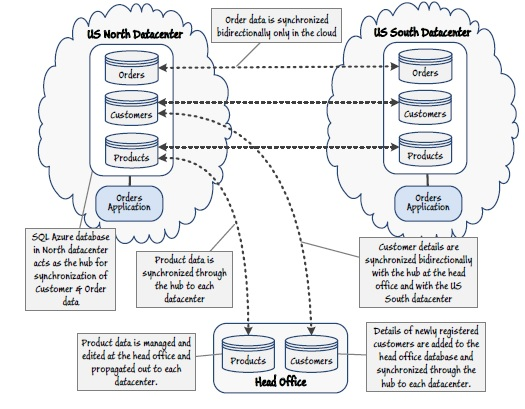 Order data is synchronized
bidirectionally only in the cloud
US North Datacenter
US South Datacenter
Orders
Customers
Products
Orders
Application
Orders
Customers
Products
Orders
Application
SQL Azure database
in North datacenter
acts as the hub for
synchronization of
Customer & Order
data
Product data is
synchronized through
the hub to each
datacenter
Customer details are
synchronized bidirectionally
with the hub at the head
office and with the US
South datacenter
Product data is managed and
edited at the head office and
propagated out to each
datacenter.
Products
Customers
Head Office
Details of newly registered
customers are added to the
head office database and
synchronized through the
hub to each datacenter.